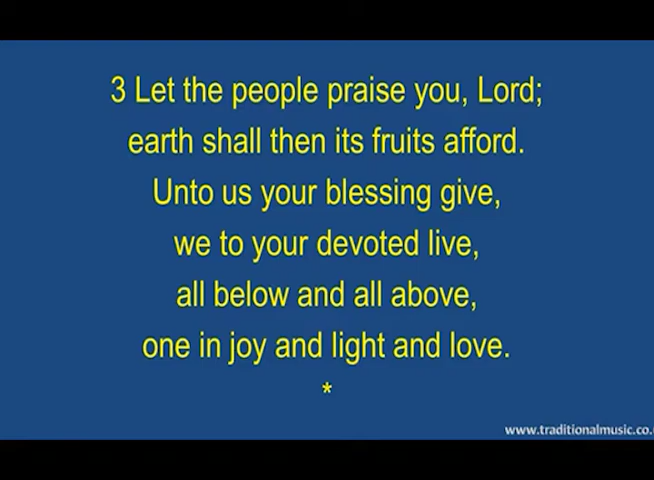 3 Let the people praise you, Lord;
earth shall then its fruits afford.
Unto us your blessing give,
we to your devoted live,
all below and all above,
one in joy and light and love.
*
www.traditionalmusic.co.